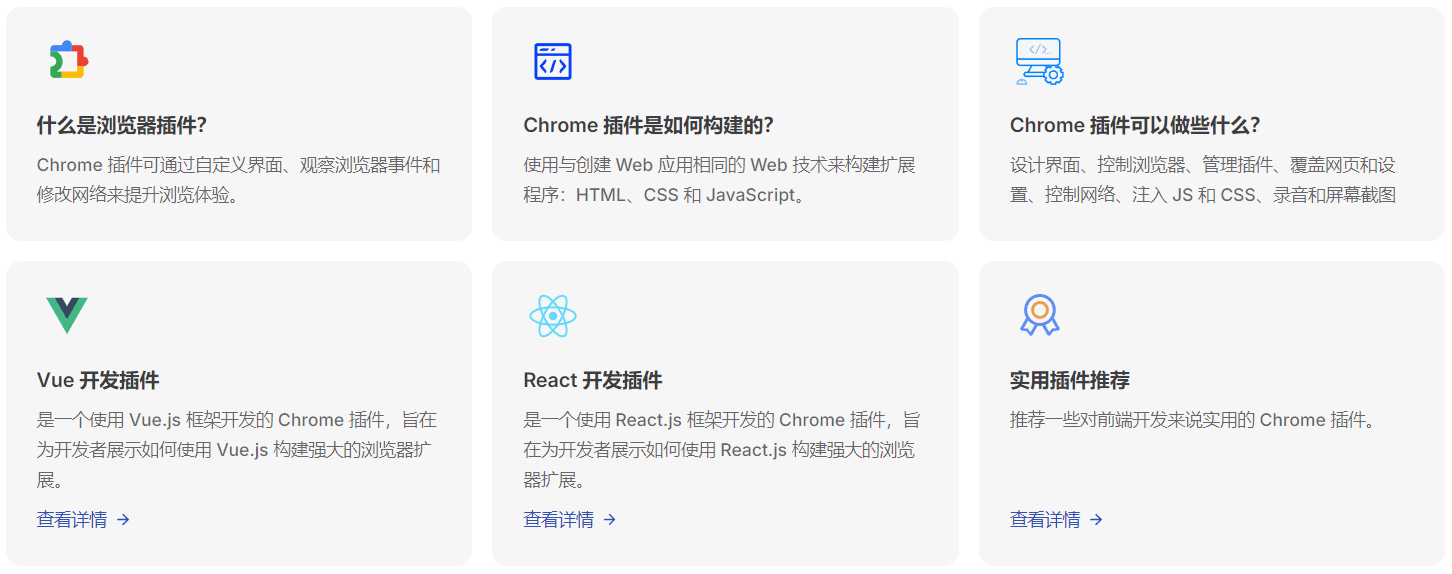 什么是浏览器插件?
Chrome 插件可通过自定义界面、观察浏览器事件和
修改网络来提升浏览体验。
Chrome 插件是如何构建的?
使用与创建 Web 应用相同的 Web 技术来构建扩展
程序：HTML、CSS 和 JavaScript。
Chrome 插件可以做些什么?
设计界面、控制浏览器、管理插件、覆盖网页和设
置、控制网络、注入 JS 和 CSS、录音和屏幕截图
Vue 开发插件
是一个使用 Vue.js 框架开发的 Chrome 插件，旨在
为开发者展示如何使用 Vue.js 构建强大的浏览器扩
展。
查看详情 →
React 开发插件
是一个使用 React.js 框架开发的 Chrome 插件，旨
在为开发者展示如何使用 React.js 构建强大的浏览
器扩展。
查看详情 →
实用插件推荐
推荐一些对前端开发来说实用的 Chrome 插件。
查看详情 →